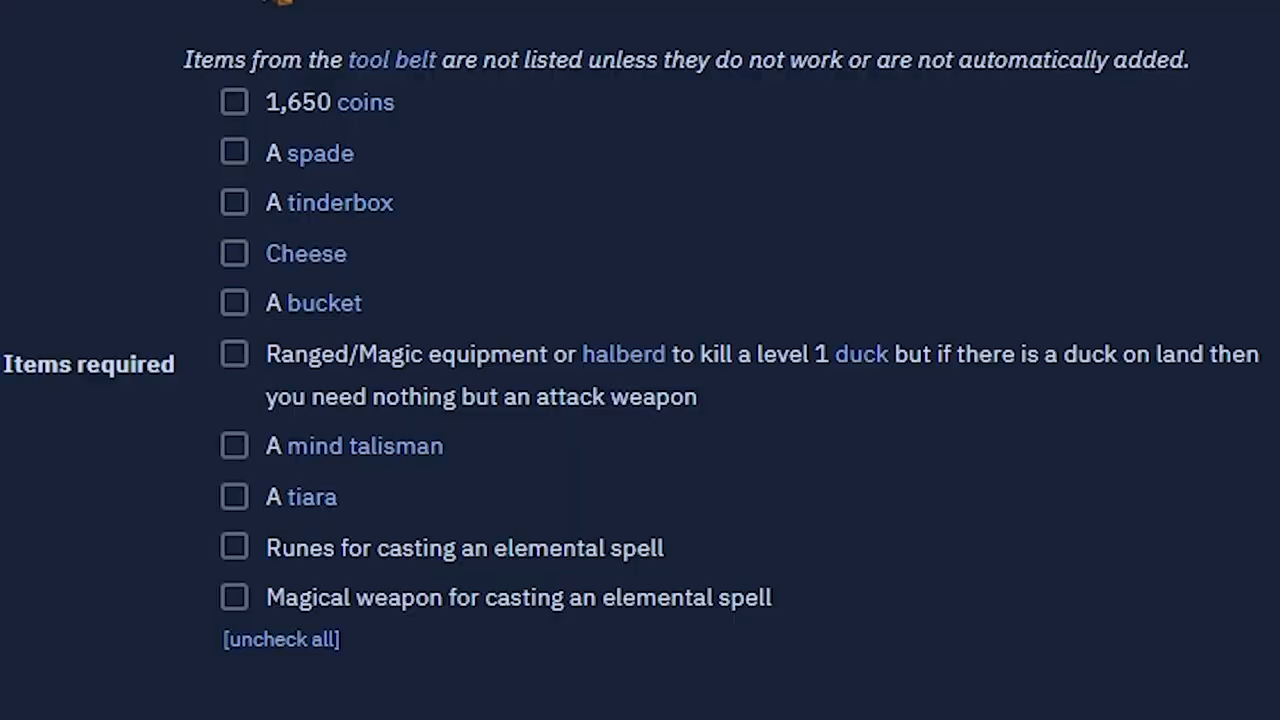 Items from the tool belt are not listed unless they do not work or are not automatically added.
1,650 coins
A spade
A tinderbox
Cheese
A bucket
Items required
Ranged/Magic equipment or halberd to kill a level 1 duck but if there is a duck on land then
you need nothing but an attack weapon
A mind talisman
A tiara
Runes for casting an elemental spell
Magical weapon for casting an elemental spell
[uncheck all]